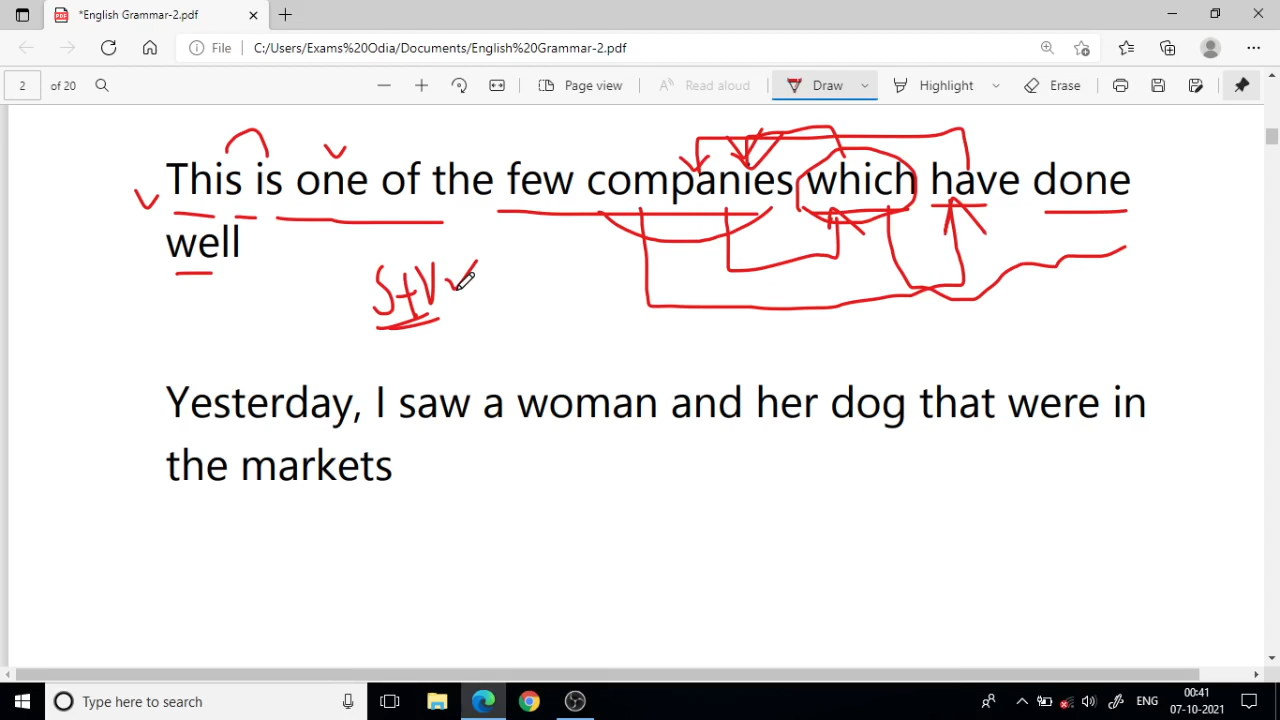 *English Grammar-2.pdf
File C:/Users/Exams%20Odia/Documents/English%20Grammar-2.pdf
2 of 20 Page view Read aloud Draw Highlight Erase
This is one of the few companies which have done
well
S+V
Yesterday, I saw a woman and her dog that were in
the markets
Type here to search
ENG
00:41
07-10-2021